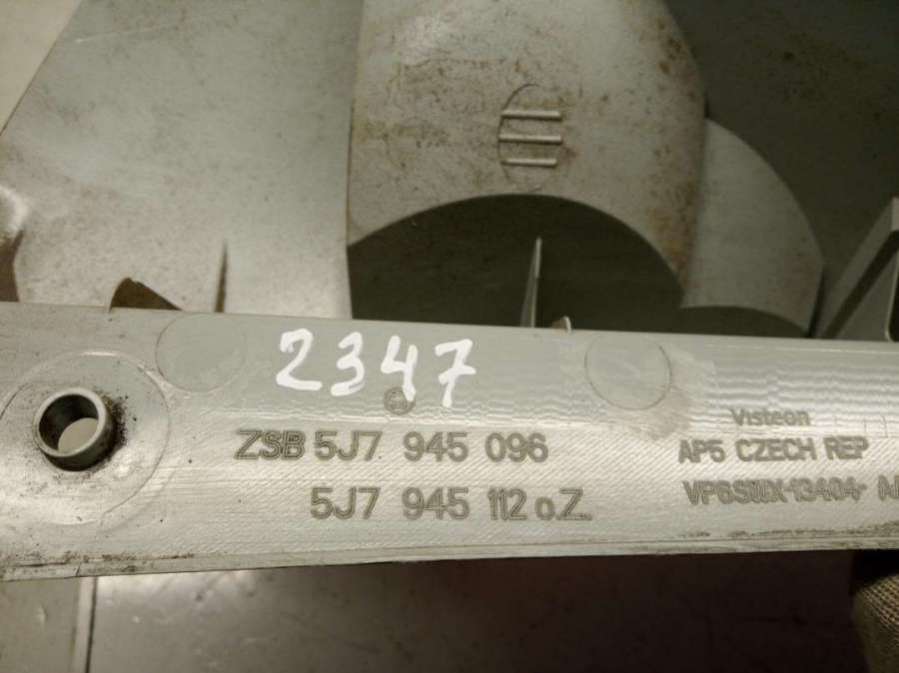 2347
ZSB 5J7 945 096
5J7 945 112 o.Z.
Visteon
AP5 CZECH REP